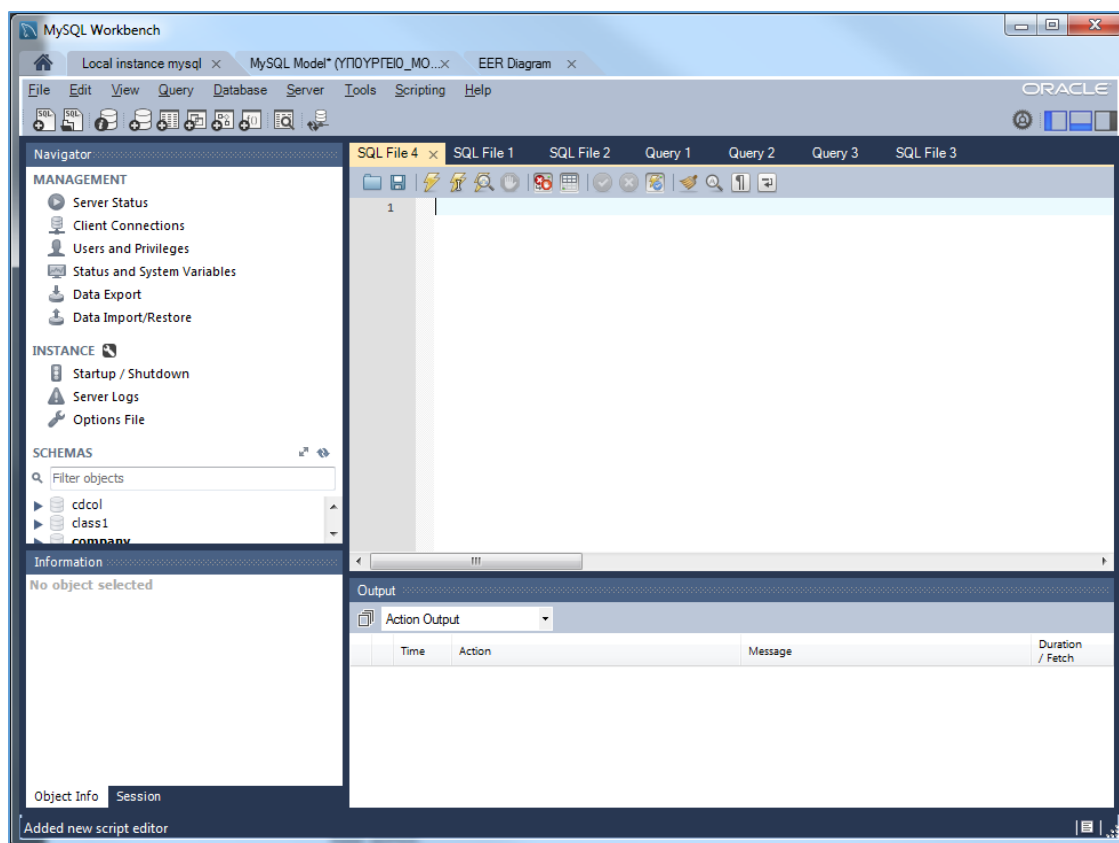 MySQL Workbench
Local instance mysql
MySQL Model* (ΥΠΟΥΡΓΕΙΟ_ΜΟ...
EER Diagram
File Edit View Query Database Server Tools Scripting Help
ORACLE
Navigator
MANAGEMENT
Server Status
Client Connections
Users and Privileges
Status and System Variables
Data Export
Data Import/Restore
INSTANCE
Startup / Shutdown
Server Logs
Options File
SCHEMAS
Filter objects
cdcol
class1
company
Information
No object selected
Object Info Session
Added new script editor
SQL File 4 SQL File 1 SQL File 2 Query 1 Query 2 Query 3 SQL File 3
1
Output
Action Output
Time Action Message Duration
/ Fetch